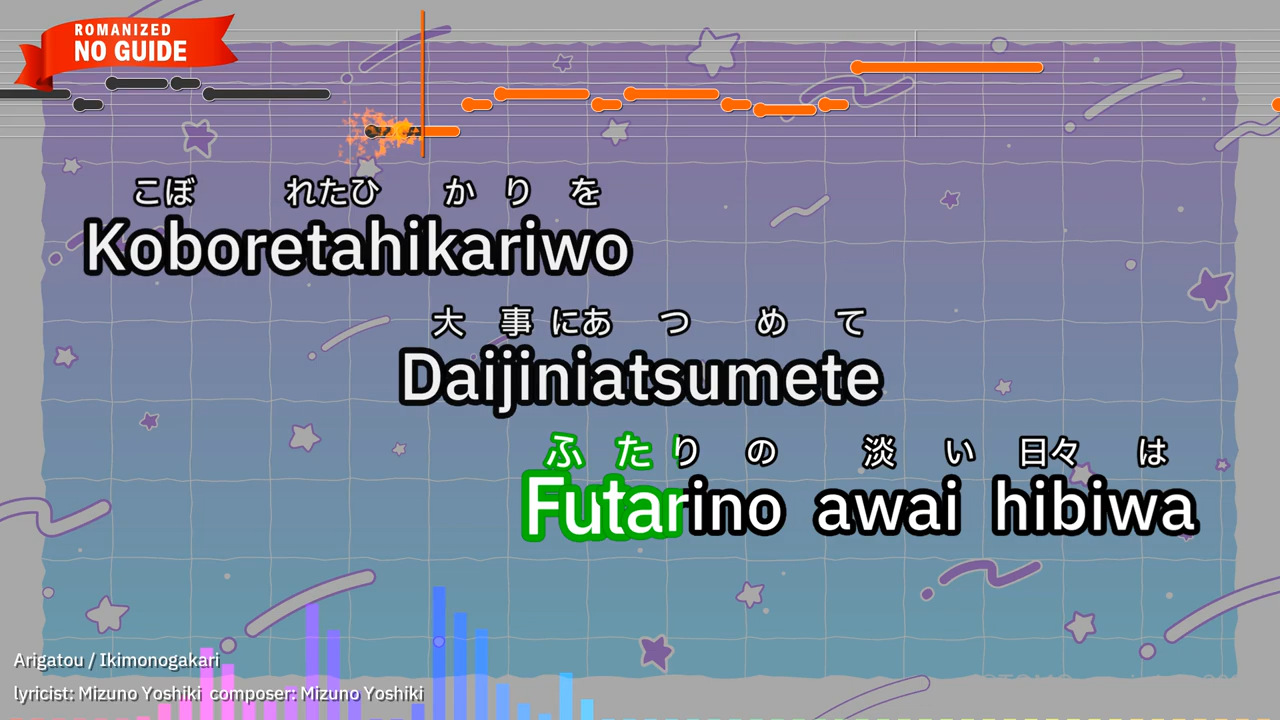 ROMANIZED
NO GUIDE
こぼれたひかりを
Koboretahikariwo
大事にあつめて
Daijiniatsumete
ふたりの淡い日々は
Futarino awai hibiwa
Arigatou / Ikimonogakari
lyricist: Mizuno Yoshiki composer: Mizuno Yoshiki